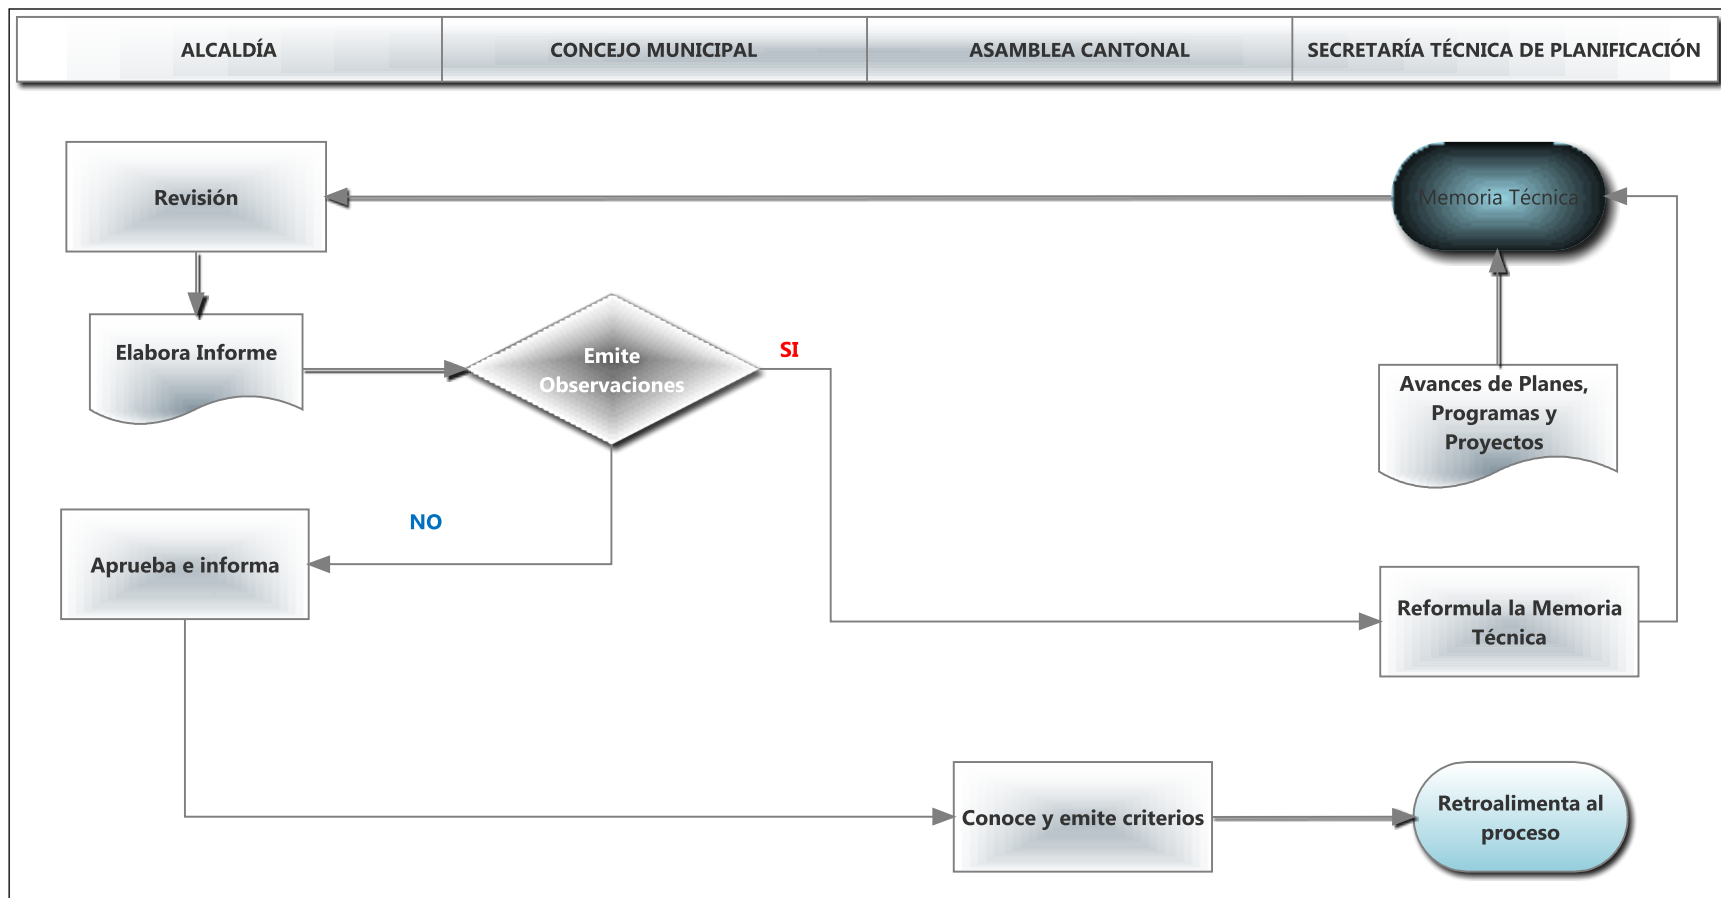 ALCALDÍA
CONCEJO MUNICIPAL
ASAMBLEA CANTONAL
SECRETARÍA TÉCNICA DE PLANIFICACIÓN
Revisión
Memoria Técnica
Elabora Informe
Emite
Observaciones
SI
Avances de Planes,
Programas y
Proyectos
NO
Aprueba e informa
Reformula la Memoria
Técnica
Conoce y emite criterios
Retroalimenta al
proceso